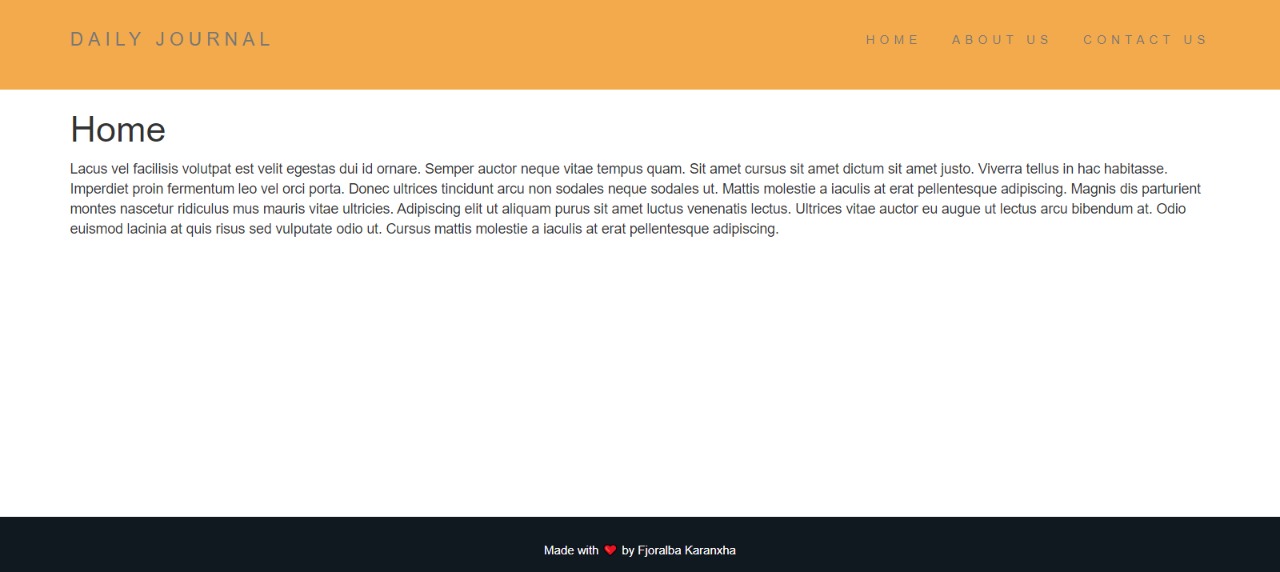 DAILY JOURNAL
HOME ABOUT US CONTACT US
Home
Lacus vel facilisis volutpat est velit egestas dui id ornare. Semper auctor neque vitae tempus quam. Sit amet cursus sit amet dictum sit amet justo. Viverra tellus in hac habitasse.
Imperdiet proin fermentum leo vel orci porta. Donec ultrices tincidunt arcu non sodales neque sodales ut. Mattis molestie a iaculis at erat pellentesque adipiscing. Magnis dis parturient
montes nascetur ridiculus mus mauris vitae ultricies. Adipiscing elit ut aliquam purus sit amet luctus venenatis lectus. Ultrices vitae auctor eu augue ut lectus arcu bibendum at. Odio
euismod lacinia at quis risus sed vulputate odio ut. Cursus mattis molestie a iaculis at erat pellentesque adipiscing.
Made with ❤️ by Fjoralba Karanxha